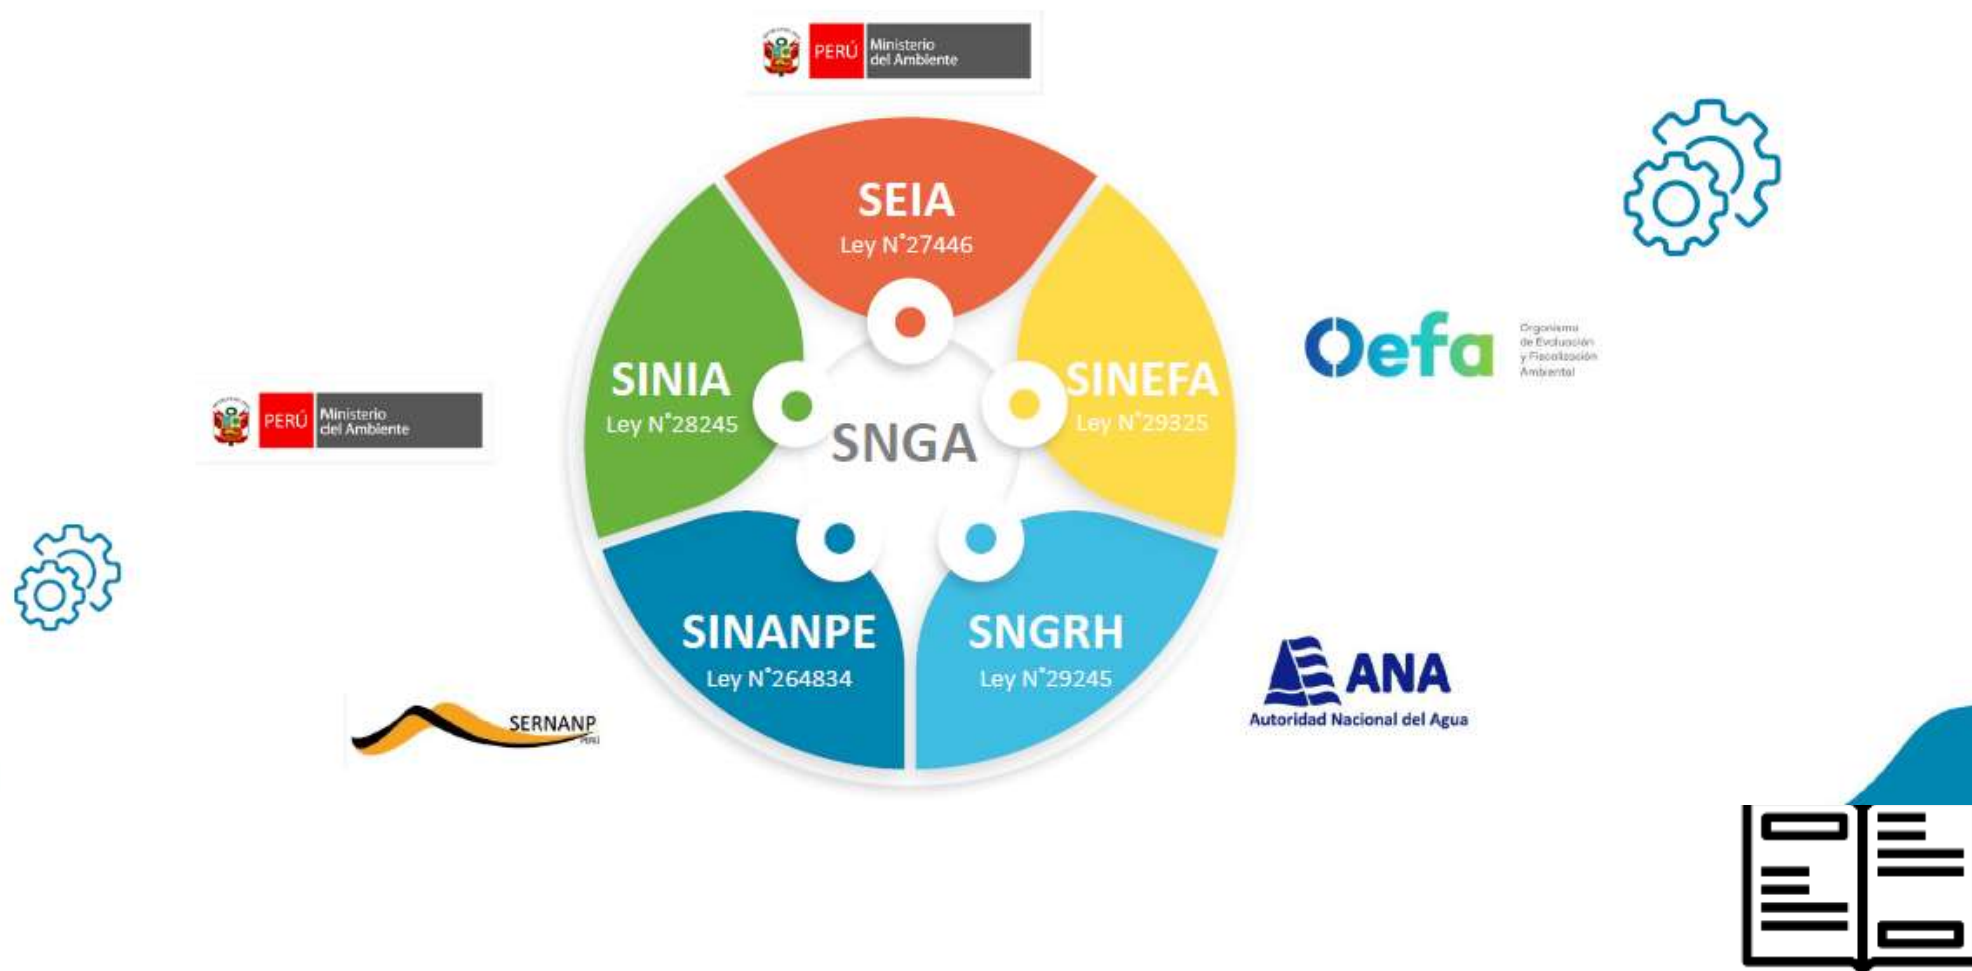 PERÚ
Ministerio
del Ambiente
SEIA
Ley N°27446
SINIA
Ley N°28245
SINEFA
Ley N°29325
SNGA
SINANPE
Ley N°264834
SNGRH
Ley N°29245
PERÚ
Ministerio
del Ambiente
Oefa
Organismo
de Evaluación
y Fiscalización
Ambiental
SERNANP
PERÚ
ANA
Autoridad Nacional del Agua